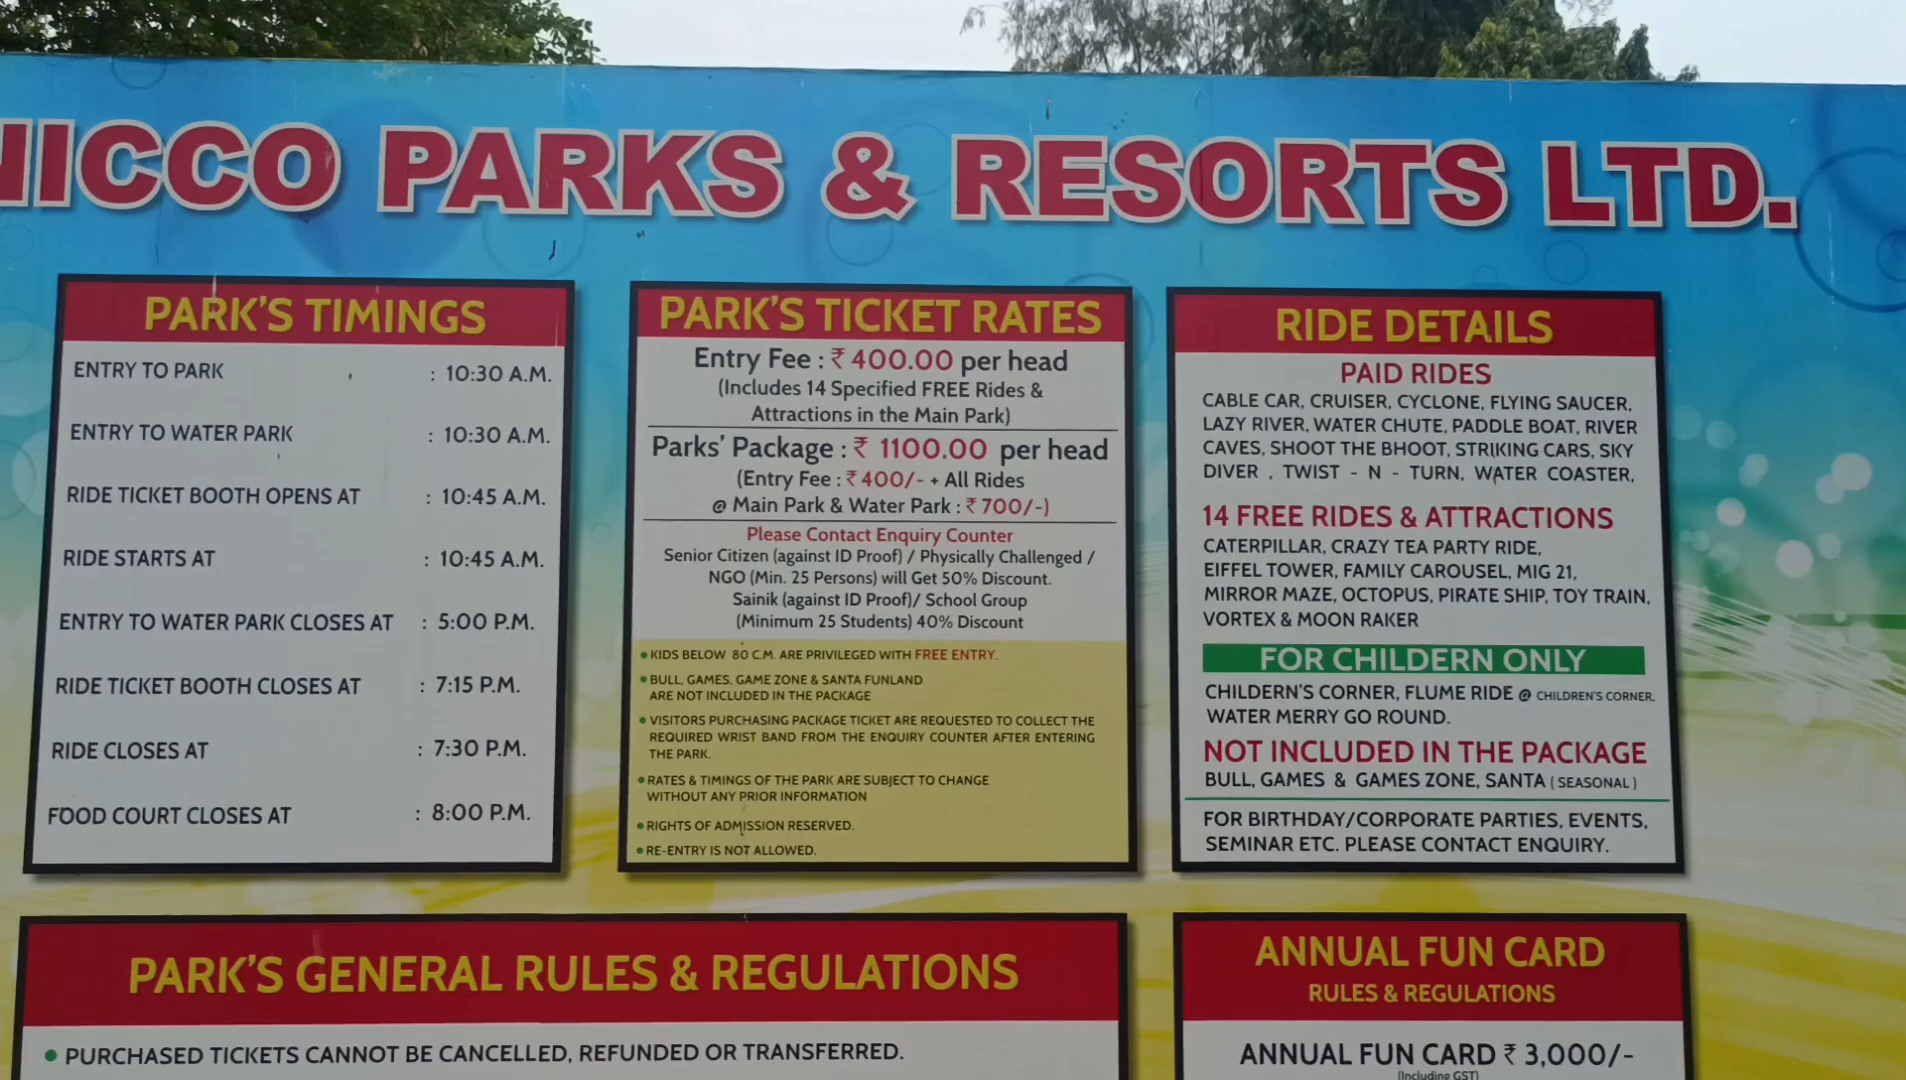 NICCO PARKS & RESORTS LTD.
PARK'S TIMINGS
ENTRY TO PARK : 10:30 A.M.
ENTRY TO WATER PARK : 10:30 A.M.
RIDE TICKET BOOTH OPENS AT : 10:45 A.M.
RIDE STARTS AT : 10:45 A.M.
ENTRY TO WATER PARK CLOSES AT : 5:00 P.M.
RIDE TICKET BOOTH CLOSES AT : 7:15 P.M.
RIDE CLOSES AT : 7:30 P.M.
FOOD COURT CLOSES AT : 8:00 P.M.
PARK'S TICKET RATES
Entry Fee : ₹ 400.00 per head
(Includes 14 Specified FREE Rides &
Attractions in the Main Park)
Parks' Package : ₹ 1100.00 per head
(Entry Fee : ₹ 400/- + All Rides
@ Main Park & Water Park : ₹ 700/-)
Please Contact Enquiry Counter
Senior Citizen (against ID Proof) / Physically Challenged /
NGO (Min. 25 Persons) will Get 50% Discount.
Sainik (against ID Proof)/ School Group
(Minimum 25 Students) 40% Discount
• KIDS BELOW 80 C.M. ARE PRIVILEGED WITH FREE ENTRY.
• BULL, GAMES, GAME ZONE & SANTA FUNLAND
ARE NOT INCLUDED IN THE PACKAGE
• VISITORS PURCHASING PACKAGE TICKET ARE REQUESTED TO COLLECT THE
REQUIRED WRIST BAND FROM THE ENQUIRY COUNTER AFTER ENTERING
THE PARK.
• RATES & TIMINGS OF THE PARK ARE SUBJECT TO CHANGE
WITHOUT ANY PRIOR INFORMATION
• RIGHTS OF ADMISSION RESERVED.
• RE-ENTRY IS NOT ALLOWED.
RIDE DETAILS
PAID RIDES
CABLE CAR, CRUISER, CYCLONE, FLYING SAUCER,
LAZY RIVER, WATER CHUTE, PADDLE BOAT, RIVER
CAVES, SHOOT THE BHOOT, STRIKING CARS, SKY
DIVER , TWIST - N - TURN, WATER COASTER,
14 FREE RIDES & ATTRACTIONS
CATERPILLAR, CRAZY TEA PARTY RIDE,
EIFFEL TOWER, FAMILY CAROUSEL, MIG 21,
MIRROR MAZE, OCTOPUS, PIRATE SHIP, TOY TRAIN,
VORTEX & MOON RAKER
FOR CHILDERN ONLY
CHILDERN'S CORNER, FLUME RIDE @ CHILDREN'S CORNER,
WATER MERRY GO ROUND.
NOT INCLUDED IN THE PACKAGE
BULL, GAMES & GAMES ZONE, SANTA ( SEASONAL )
FOR BIRTHDAY/CORPORATE PARTIES, EVENTS,
SEMINAR ETC. PLEASE CONTACT ENQUIRY.
PARK'S GENERAL RULES & REGULATIONS
• PURCHASED TICKETS CANNOT BE CANCELLED, REFUNDED OR TRANSFERRED.
ANNUAL FUN CARD
RULES & REGULATIONS
ANNUAL FUN CARD ₹ 3,000/-
(Including GST)